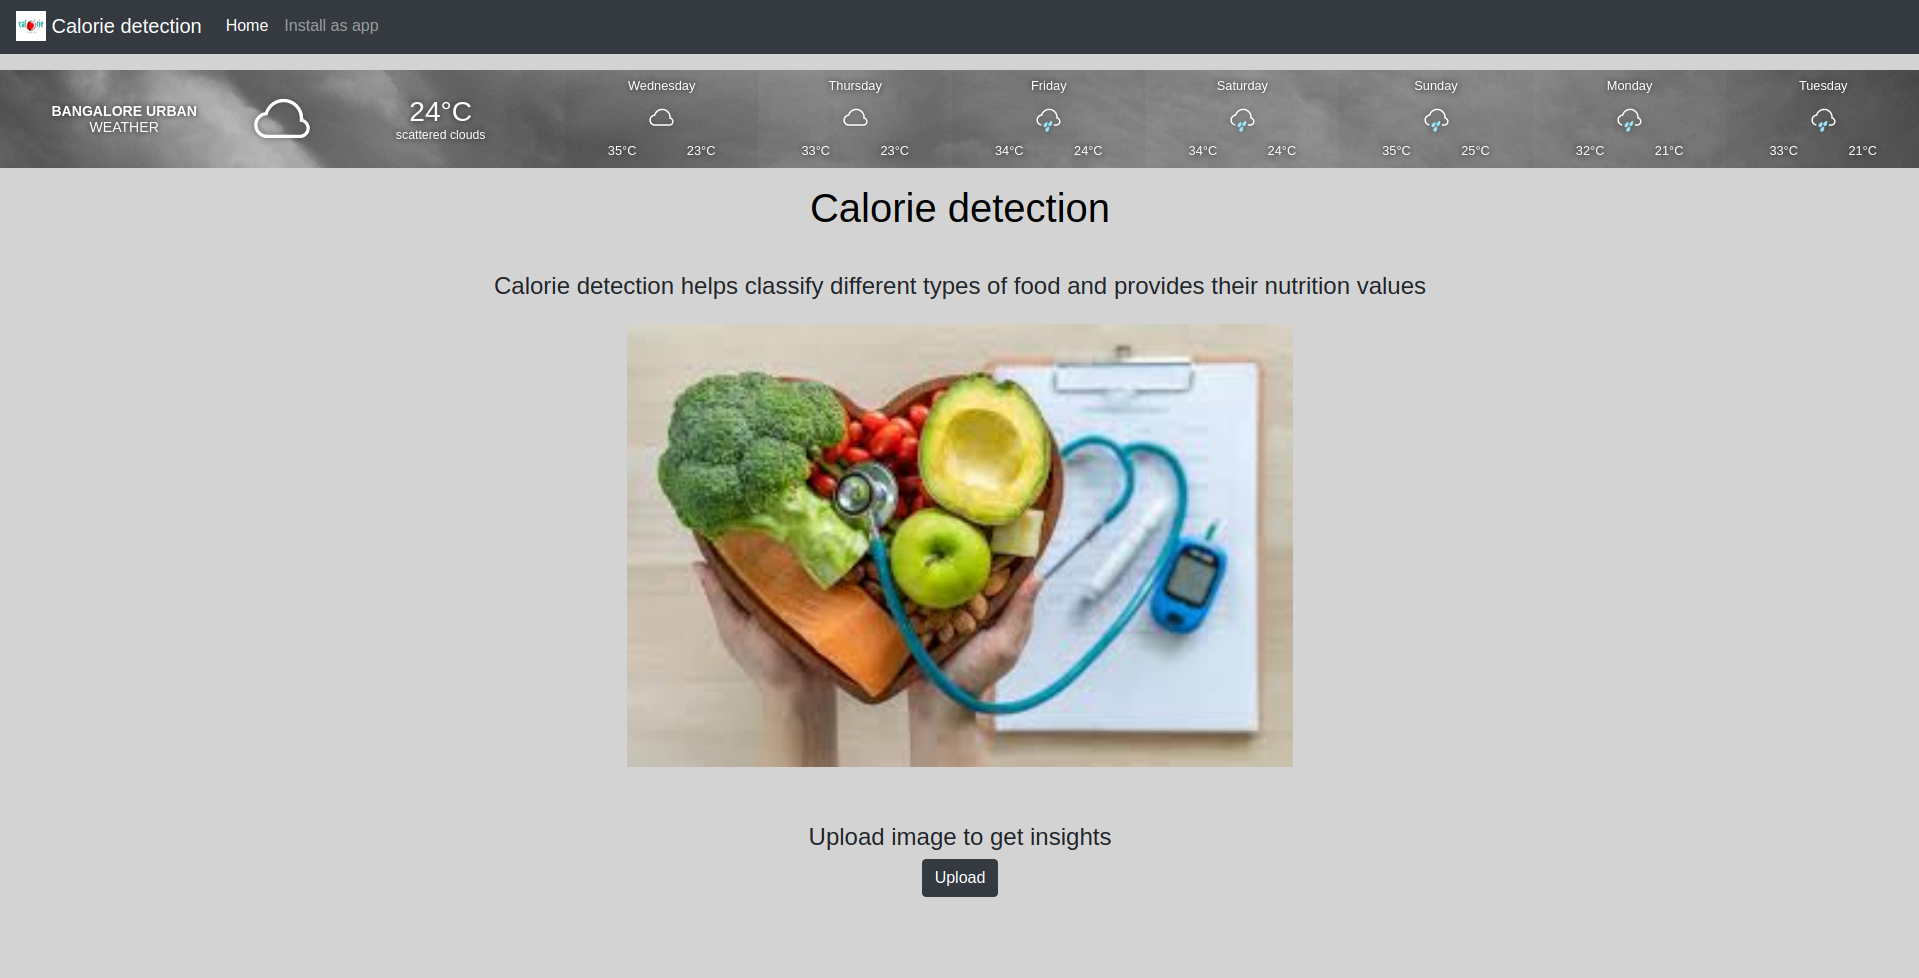 Calorie detection
Home
Install as app
BANGALORE URBAN
WEATHER
24°C
scattered clouds
Wednesday
35°C 23°C
Thursday
33°C 23°C
Friday
34°C 24°C
Saturday
34°C 24°C
Sunday
35°C 25°C
Monday
32°C 21°C
Tuesday
33°C 21°C
Calorie detection
Calorie detection helps classify different types of food and provides their nutrition values
Upload image to get insights
Upload